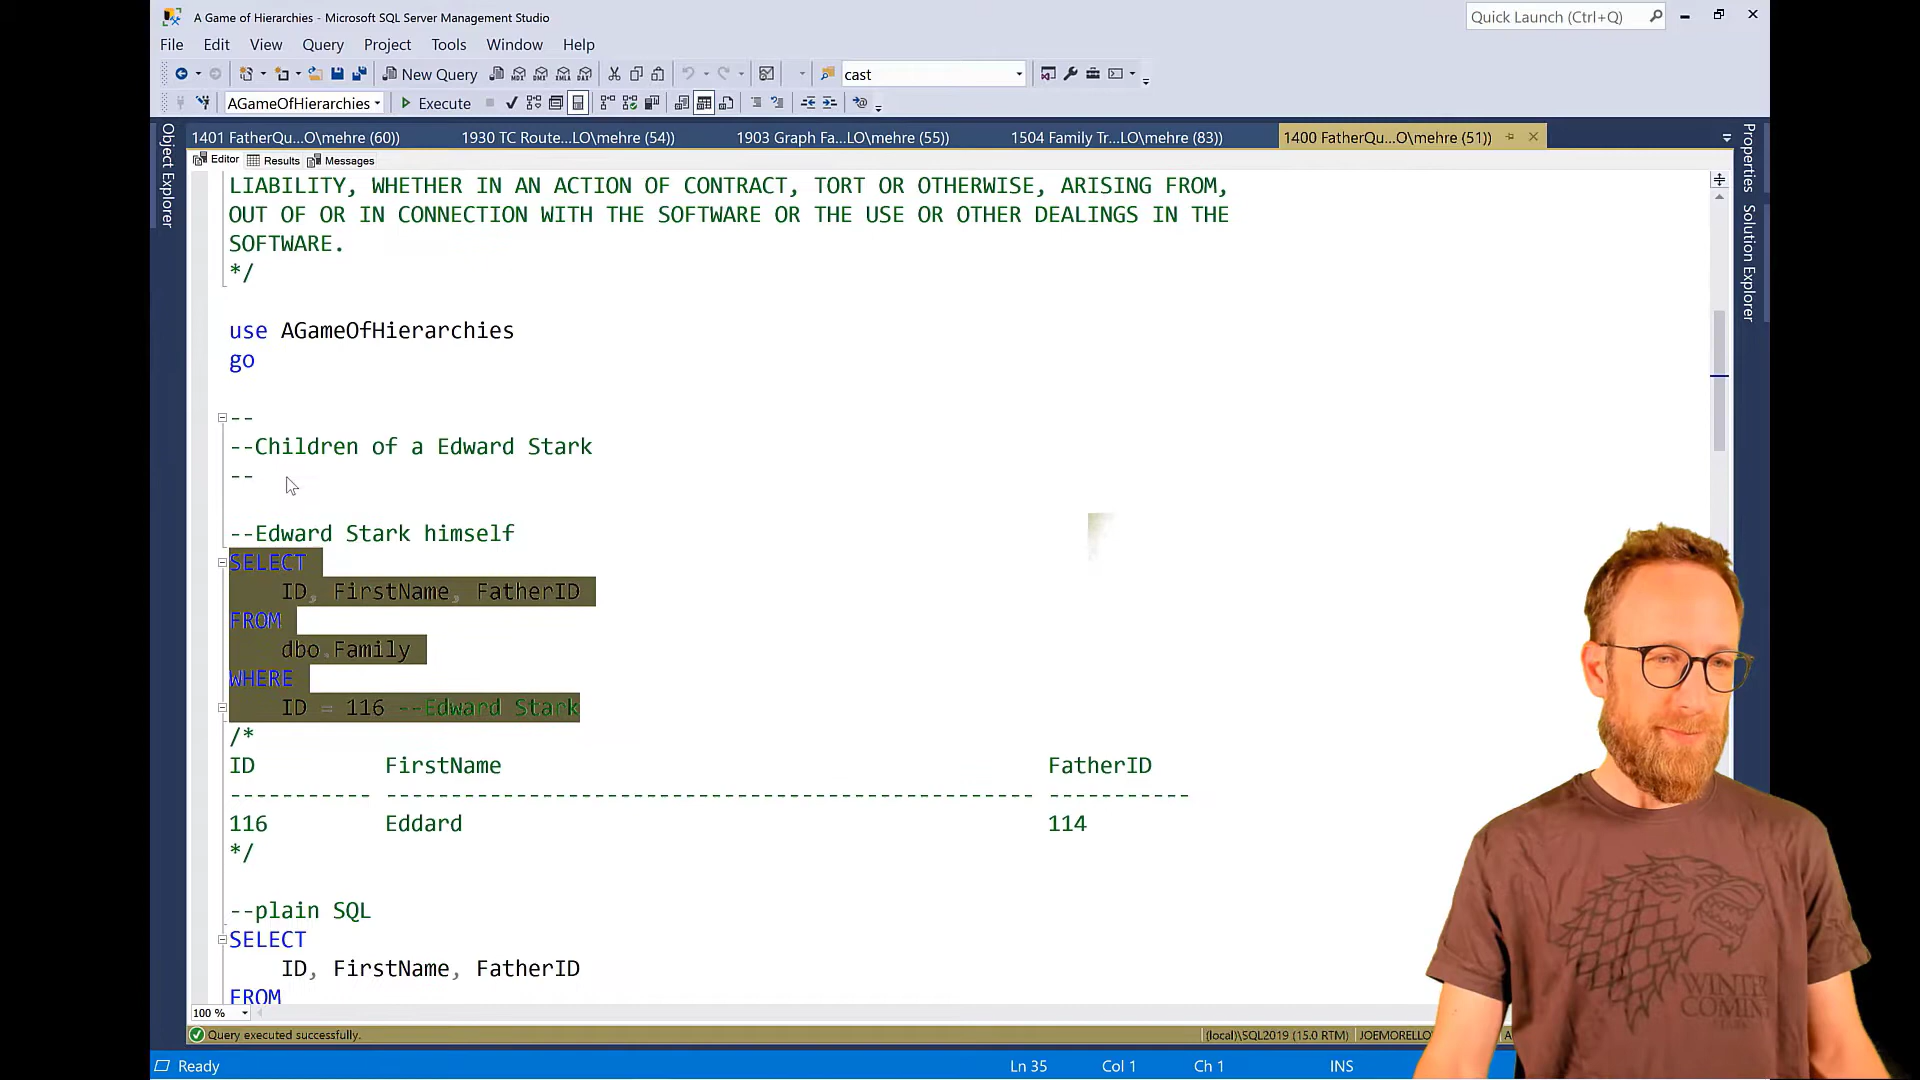 A Game of Hierarchies - Microsoft SQL Server Management Studio
Quick Launch (Ctrl+Q)
File Edit View Query Project Tools Window Help
New Query
cast
AGameOfHierarchies
Execute
1401 FatherQu...O\mehre (60))
1930 TC Route...LO\mehre (54))
1903 Graph Fa...LO\mehre (55))
1504 Family Tr...LO\mehre (83))
1400 FatherQu...O\mehre (51))
Object Explorer
Properties
Solution Explorer
Editor Results Messages
LIABILITY, WHETHER IN AN ACTION OF CONTRACT, TORT OR OTHERWISE, ARISING FROM,
OUT OF OR IN CONNECTION WITH THE SOFTWARE OR THE USE OR OTHER DEALINGS IN THE
SOFTWARE.
*/
use AGameOfHierarchies
go
--
--Children of a Edward Stark
--
--Edward Stark himself
SELECT
ID, FirstName, FatherID
FROM
dbo.Family
WHERE
ID = 116 --Edward Stark
/*
ID FirstName FatherID
----------- -------------------------------------------------- -----------
116 Eddard 114
*/
--plain SQL
SELECT
ID, FirstName, FatherID
FROM
100 %
Query executed successfully.
(local)\SQL2019 (15.0 RTM)
JOEMORELLO
Ready
Ln 35
Col 1
Ch 1
INS
WINTER
COMIN